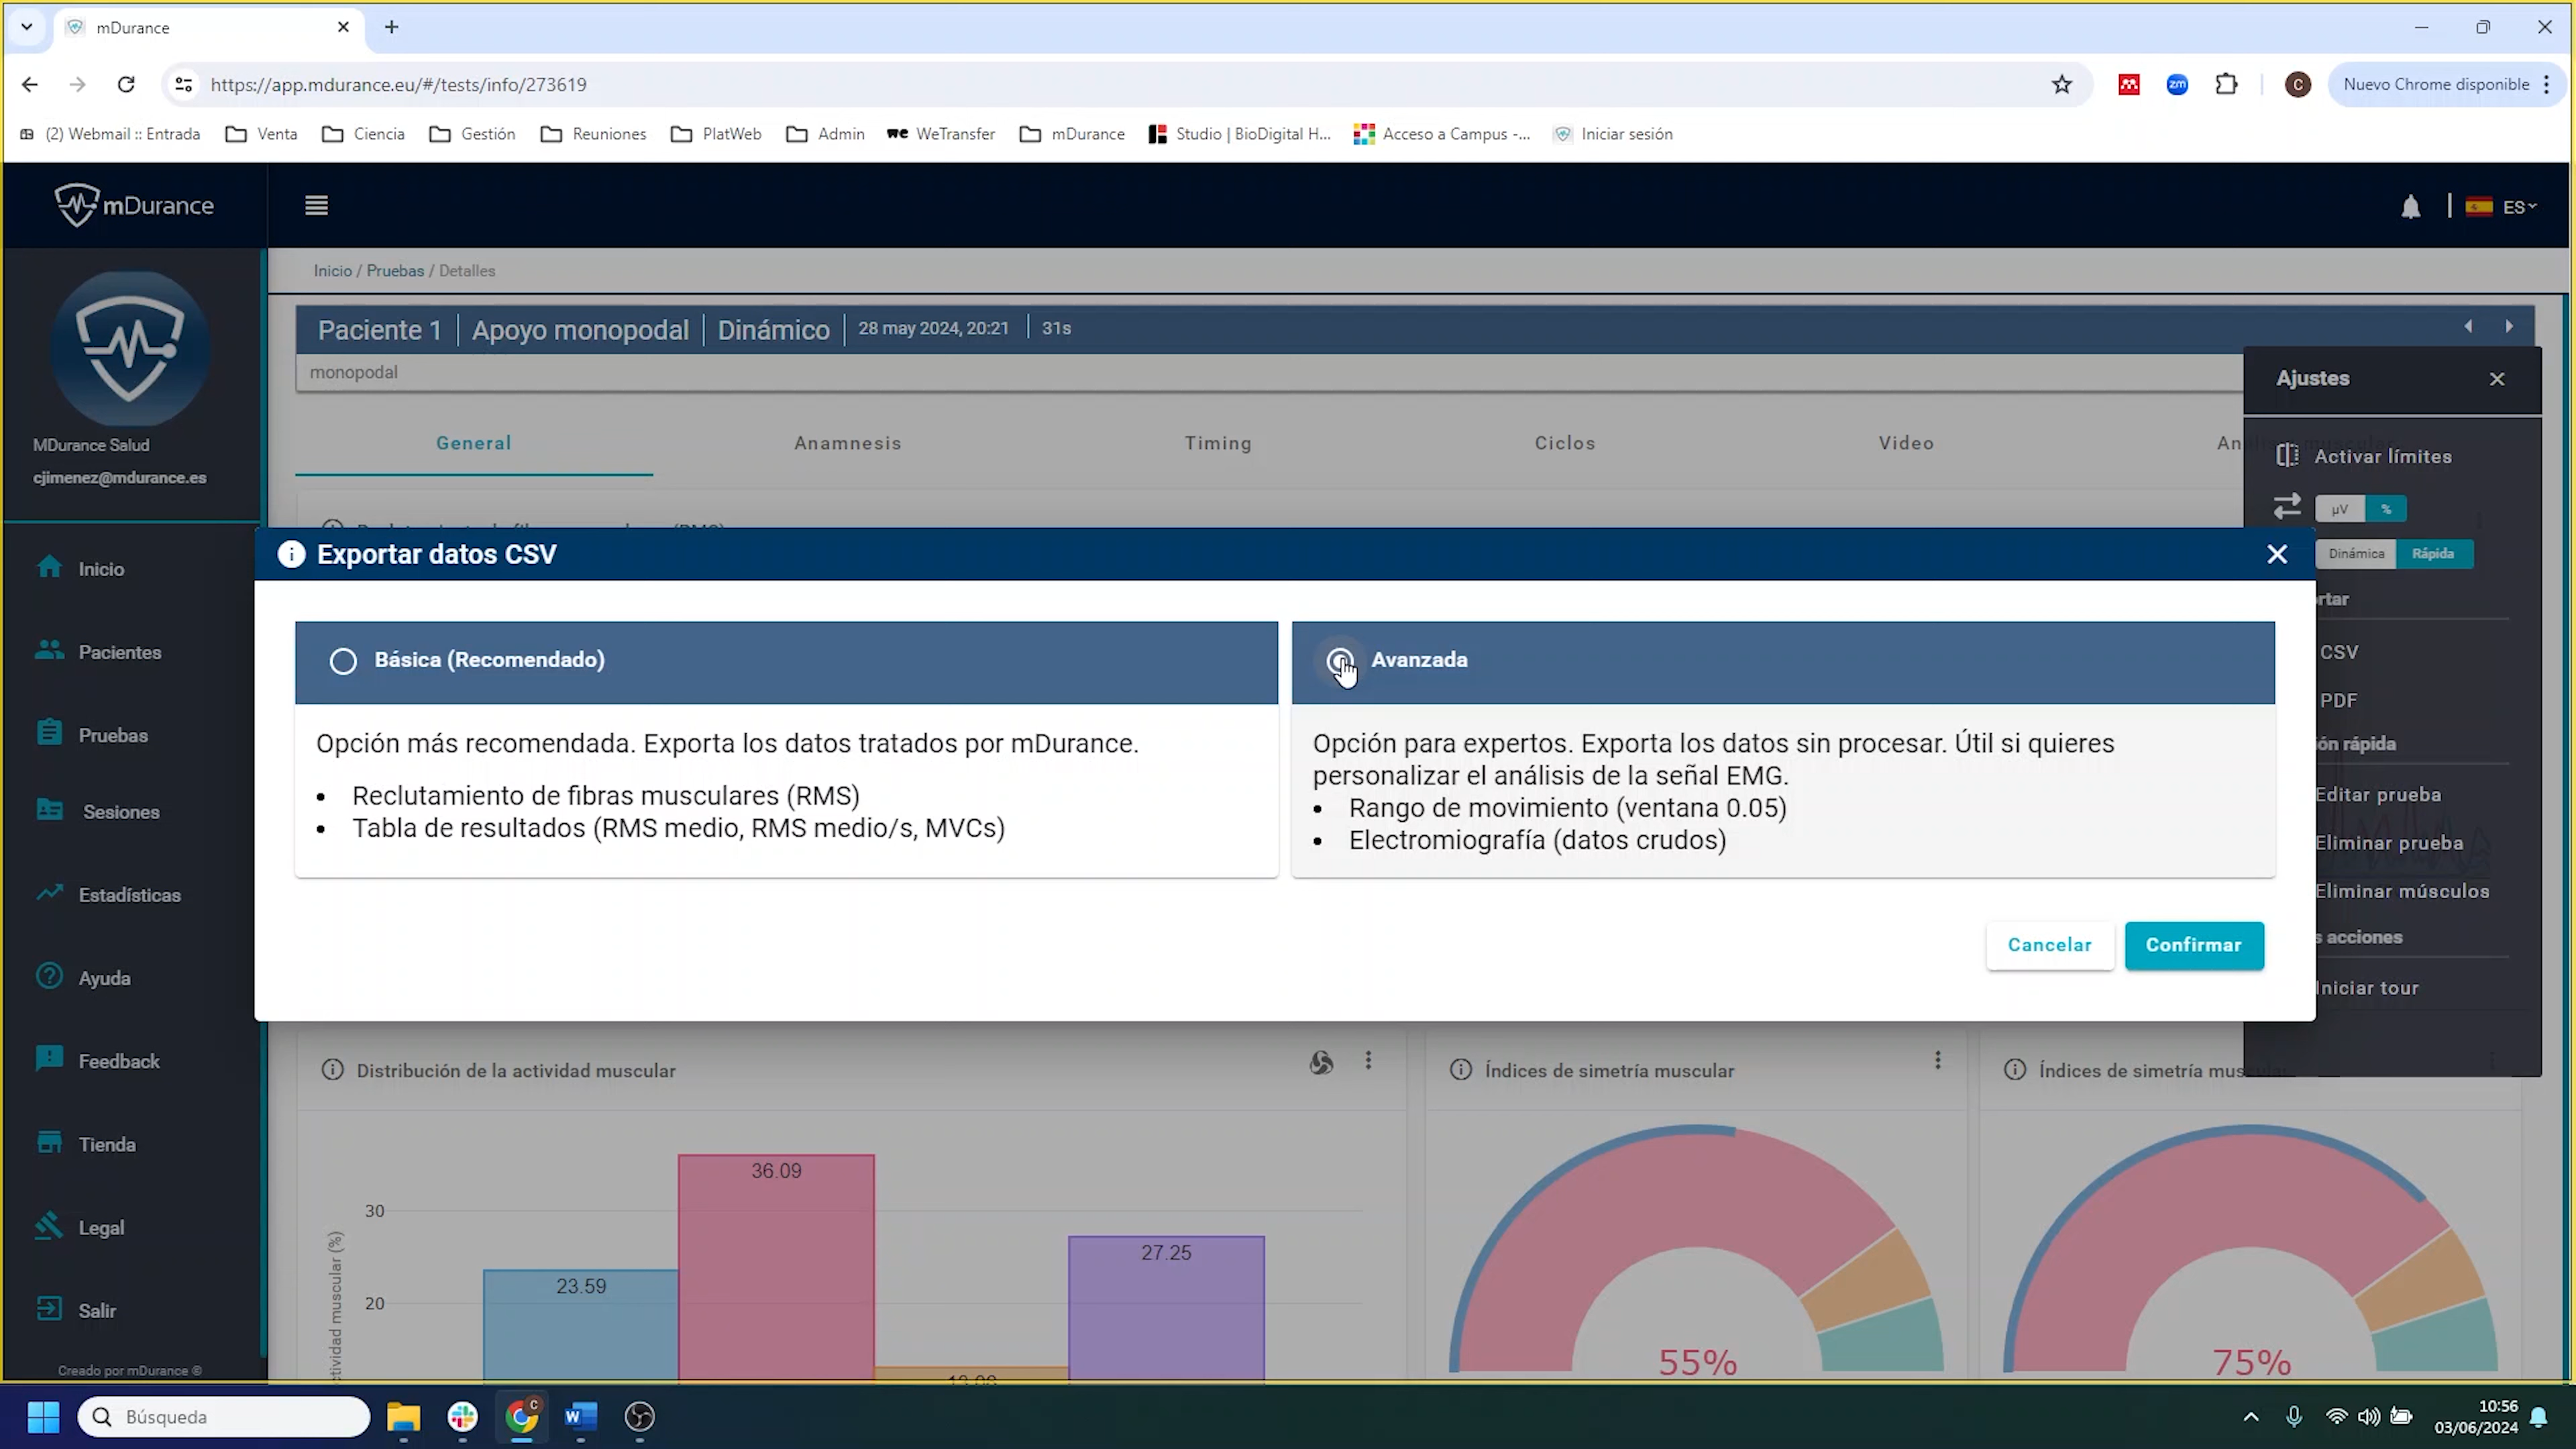 mDurance
https://app.mdurance.eu/#/tests/info/273619
Nuevo Chrome disponible
(2) Webmail :: Entrada
Venta
Ciencia
Gestión
Reuniones
PlatWeb
Admin
WeTransfer
mDurance
Studio | BioDigital H...
Acceso a Campus -...
Iniciar sesión
mDurance
ES
MDurance Salud
cjimenez@mdurance.es
Inicio
Pacientes
Pruebas
Sesiones
Estadísticas
Ayuda
Feedback
Tienda
Legal
Salir
Creado por mDurance ©
Inicio / Pruebas / Detalles
Paciente 1 | Apoyo monopodal | Dinámico | 28 may 2024, 20:21 | 31s
monopodal
General
Anamnesis
Timing
Ciclos
Video
Ajustes
Activar límites
µV
%
Dinámica
Rápida
CSV
PDF
Editar prueba
Eliminar prueba
Eliminar músculos
acciones
Iniciar tour
Exportar datos CSV
Básica (Recomendado)
Opción más recomendada. Exporta los datos tratados por mDurance.
• Reclutamiento de fibras musculares (RMS)
• Tabla de resultados (RMS medio, RMS medio/s, MVCs)
Avanzada
Opción para expertos. Exporta los datos sin procesar. Útil si quieres
personalizar el análisis de la señal EMG.
• Rango de movimiento (ventana 0.05)
• Electromiografía (datos crudos)
Cancelar
Confirmar
Distribución de la actividad muscular
30
20
23.59
36.09
27.25
Índices de simetría muscular
55%
Índices de simetría
75%
Búsqueda
10:56
03/06/2024